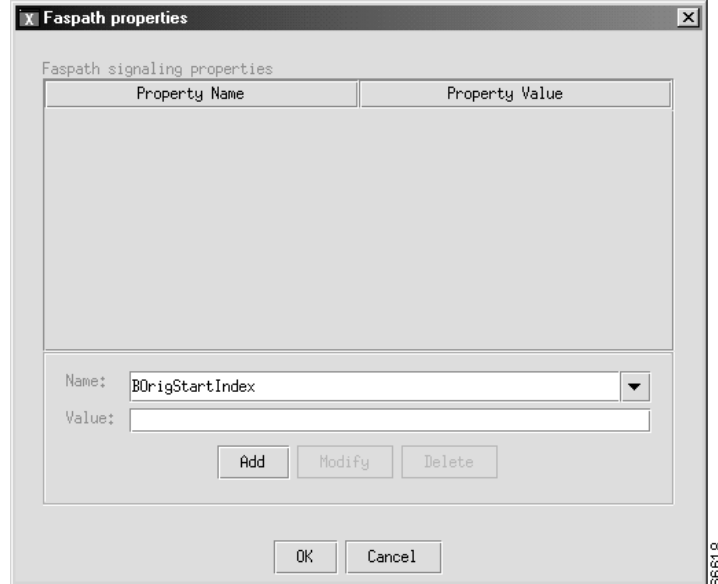 X Faspath properties
Faspath signaling properties
Property Name Property Value
Name: BOrigStartIndex
Value:
Add Modify Delete
OK Cancel